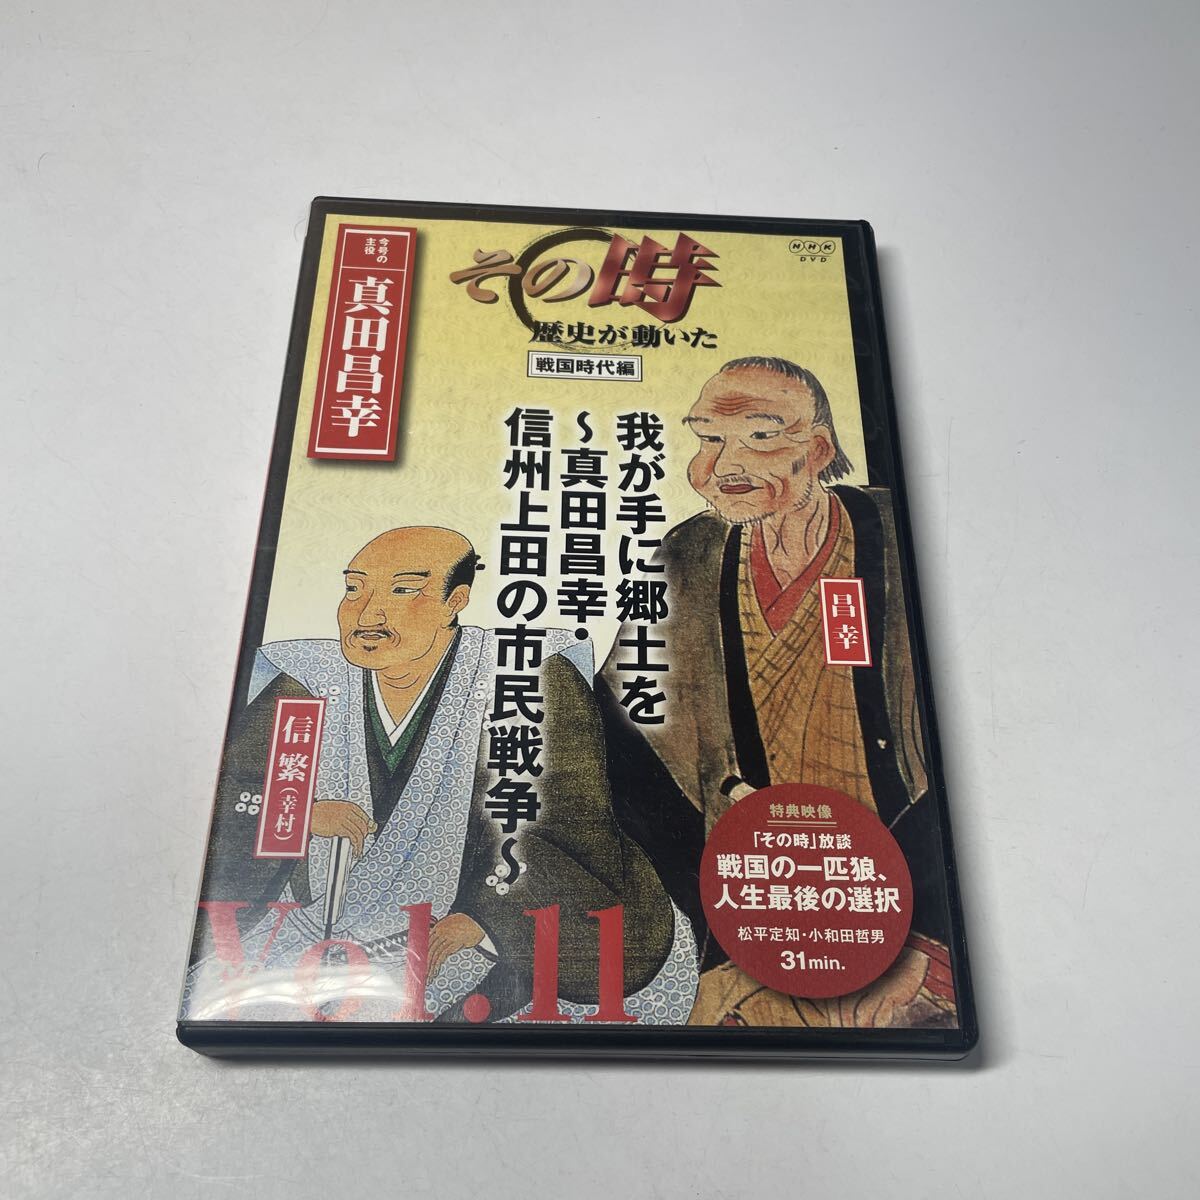 今号の
主役
真田昌幸
その時
歴史が動いた
戦国時代編
NHK
DVD
我が手に郷土を
～真田昌幸・
信州上田の市民戦争～
昌幸
信繁（幸村）
特典映像
「その時」放談
戦国の一匹狼、
人生最後の選択
松平定知・小和田哲男
31min.
Vol.11